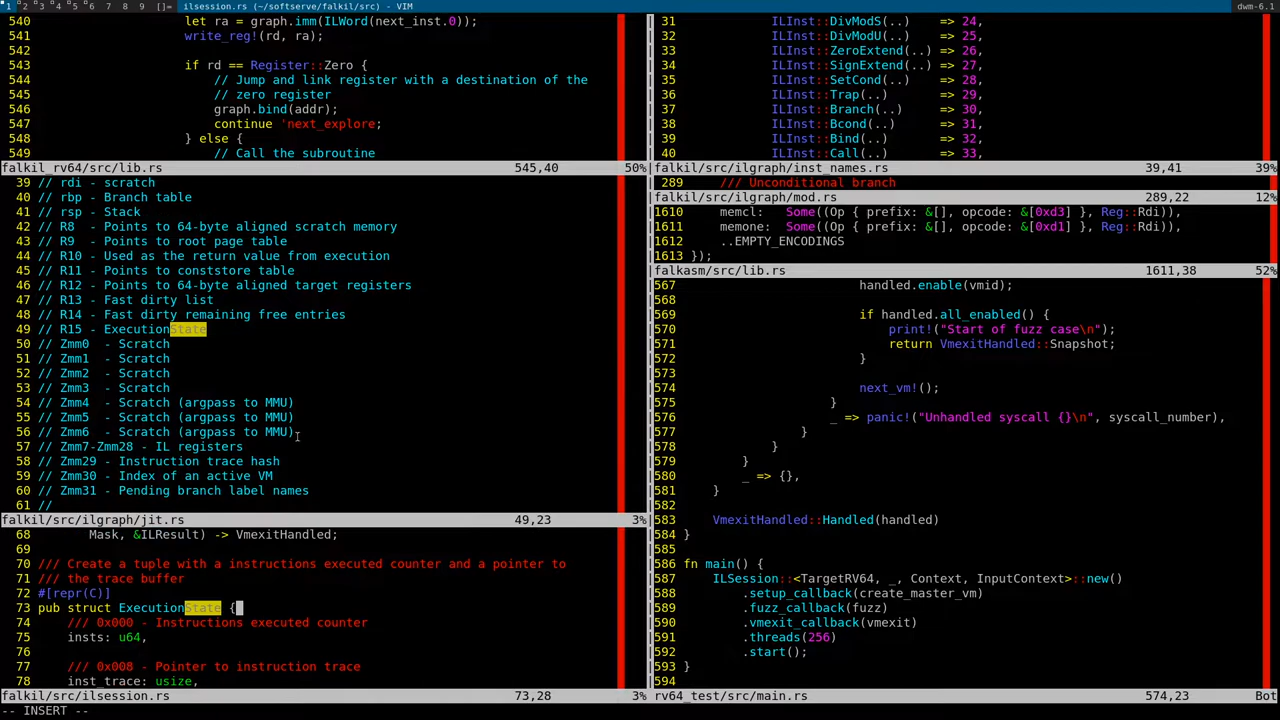 1 2 3 4 5 6 7 8 9 []= ilsession.rs (~/softserve/falkil/src) - VIM dwm-6.1
540 let ra = graph.imm(ILWord(next_inst.0));
541 write_reg!(rd, ra);
542
543 if rd == Register::Zero {
544 // Jump and link register with a destination of the
545 // zero register
546 graph.bind(addr);
547 continue 'next_explore;
548 } else {
549 // Call the subroutine
falkil_rv64/src/lib.rs 545,40 50%
39 // rdi - scratch
40 // rbp - Branch table
41 // rsp - Stack
42 // R8  - Points to 64-byte aligned scratch memory
43 // R9  - Points to root page table
44 // R10 - Used as the return value from execution
45 // R11 - Points to conststore table
46 // R12 - Points to 64-byte aligned target registers
47 // R13 - Fast dirty list
48 // R14 - Fast dirty remaining free entries
49 // R15 - ExecutionState
50 // Zmm0  - Scratch
51 // Zmm1  - Scratch
52 // Zmm2  - Scratch
53 // Zmm3  - Scratch
54 // Zmm4  - Scratch (argpass to MMU)
55 // Zmm5  - Scratch (argpass to MMU)
56 // Zmm6  - Scratch (argpass to MMU)
57 // Zmm7-Zmm28 - IL registers
58 // Zmm29 - Instruction trace hash
59 // Zmm30 - Index of an active VM
60 // Zmm31 - Pending branch label names
61 //
falkil/src/ilgraph/jit.rs 49,23 3%
68 Mask, &ILResult) -> VmexitHandled;
69
70 /// Create a tuple with a instructions executed counter and a pointer to
71 /// the trace buffer
72 #[repr(C)]
73 pub struct ExecutionState {
74 /// 0x000 - Instructions executed counter
75 insts: u64,
76
77 /// 0x008 - Pointer to instruction trace
78 inst_trace: usize,
falkil/src/ilsession.rs 73,28 3%
-- INSERT --
31 ILInst::DivModS(..) => 24,
32 ILInst::DivModU(..) => 25,
33 ILInst::ZeroExtend(..) => 26,
34 ILInst::SignExtend(..) => 27,
35 ILInst::SetCond(..) => 28,
36 ILInst::Trap(..) => 29,
37 ILInst::Branch(..) => 30,
38 ILInst::Bcond(..) => 31,
39 ILInst::Bind(..) => 32,
40 ILInst::Call(..) => 33,
falkil/src/ilgraph/inst_names.rs 39,41 39%
289 /// Unconditional branch
falkil/src/ilgraph/mod.rs 289,22 12%
1610 memcl: Some((Op { prefix: &[], opcode: &[0xd3] }, Reg::Rdi)),
1611 memone: Some((Op { prefix: &[], opcode: &[0xd1] }, Reg::Rdi)),
1612 ..EMPTY_ENCODINGS
1613 });
falkasm/src/lib.rs 1611,38 52%
567 handled.enable(vmid);
568
569 if handled.all_enabled() {
570 print!("Start of fuzz case\n");
571 return VmexitHandled::Snapshot;
572 }
573
574 next_vm!();
575 }
576 _ => panic!("Unhandled syscall {}\n", syscall_number),
577 }
578 }
579 }
580 _ => {},
581 }
582
583 VmexitHandled::Handled(handled)
584 }
585
586 fn main() {
587 ILSession::<TargetRV64, _, Context, InputContext>::new()
588 .setup_callback(create_master_vm)
589 .fuzz_callback(fuzz)
590 .vmexit_callback(vmexit)
591 .threads(256)
592 .start();
593 }
594
rv64_test/src/main.rs 574,23 Bot